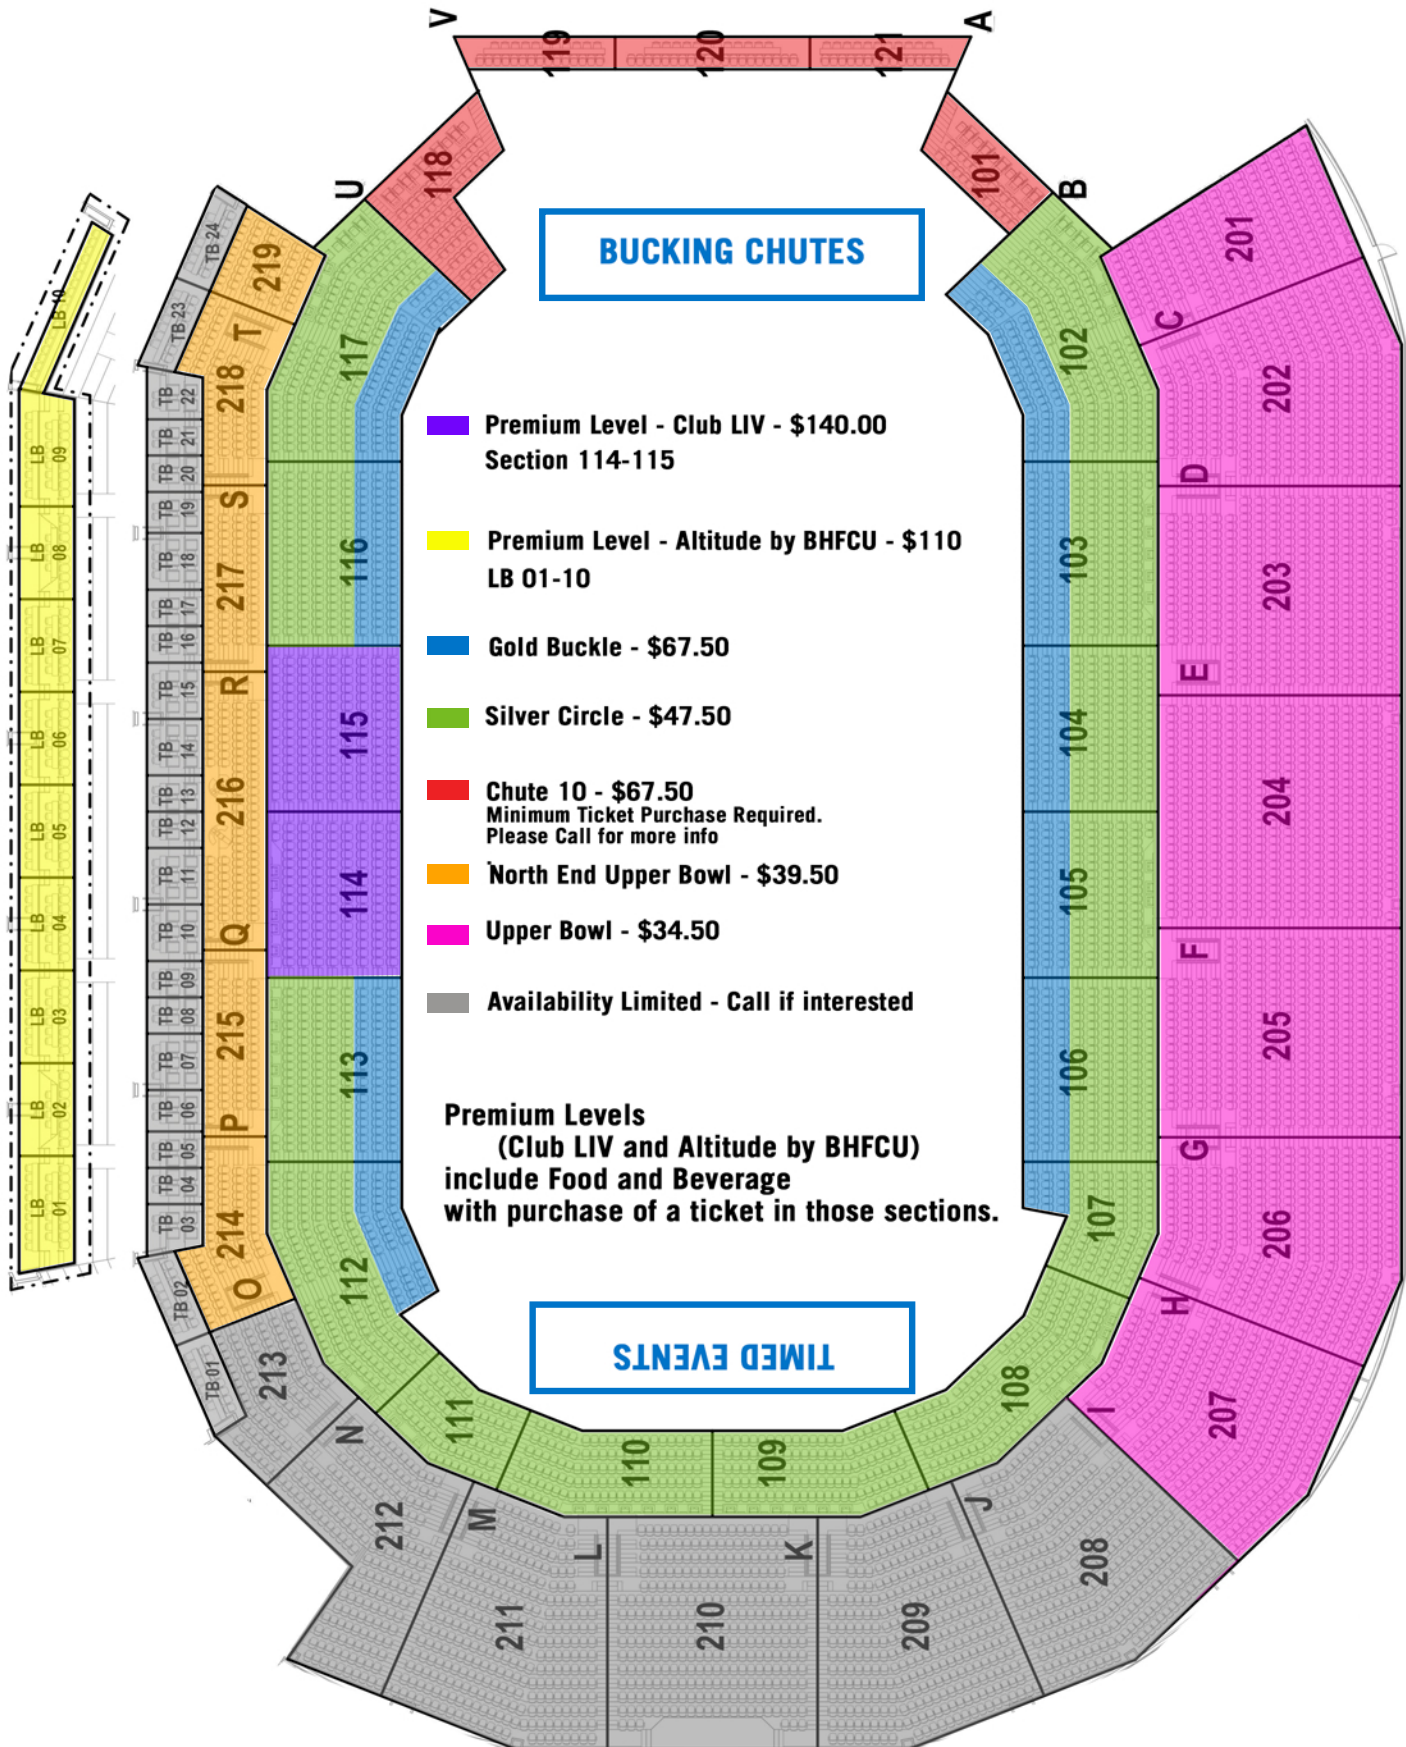 V
A
119
120
121
118
101
U
B
BUCKING CHUTES
TB 24
219
201
LB 10
TB 23
T
117
C
102
218
202
TB 22
TB 21
TB 20
TB 19
TB 18
TB 17
TB 16
TB 15
TB 14
TB 13
TB 12
TB 11
TB 10
TB 09
TB 08
TB 07
TB 06
TB 05
TB 04
TB 03
TB 02
TB 01
LB 09
LB 08
LB 07
LB 06
LB 05
LB 04
LB 03
LB 02
LB 01
Premium Level - Club LIV - $140.00
Section 114-115
Premium Level - Altitude by BHFCU - $110
LB 01-10
Gold Buckle - $67.50
Silver Circle - $47.50
Chute 10 - $67.50
Minimum Ticket Purchase Required.
Please Call for more info
North End Upper Bowl - $39.50
Upper Bowl - $34.50
Availability Limited - Call if interested
Premium Levels
(Club LIV and Altitude by BHFCU)
include Food and Beverage
with purchase of a ticket in those sections.
S
D
217
116
103
203
R
E
115
104
216
204
114
105
Q
F
215
113
106
205
P
G
214
112
107
206
O
H
TIMED EVENTS
213
108
207
N
111
I
110
109
M
J
212
L
K
208
211
210
209